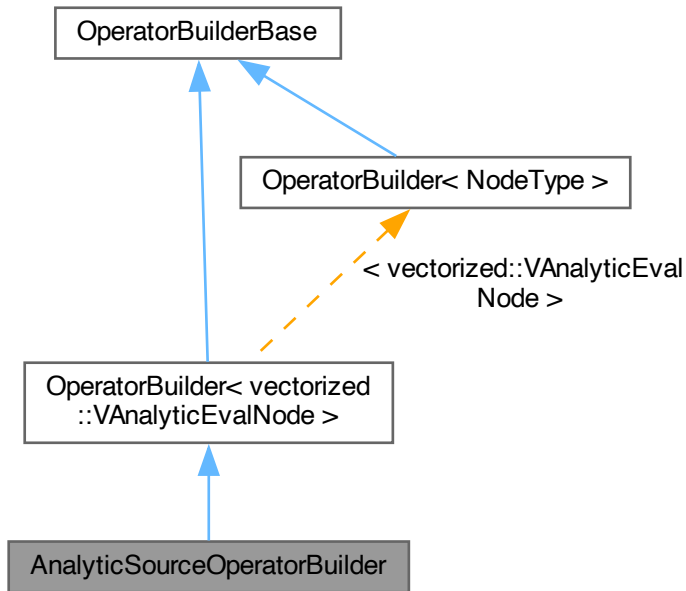 OperatorBuilderBase
OperatorBuilder< NodeType >
< vectorized::VAnalyticEval
Node >
OperatorBuilder< vectorized
::VAnalyticEvalNode >
AnalyticSourceOperatorBuilder